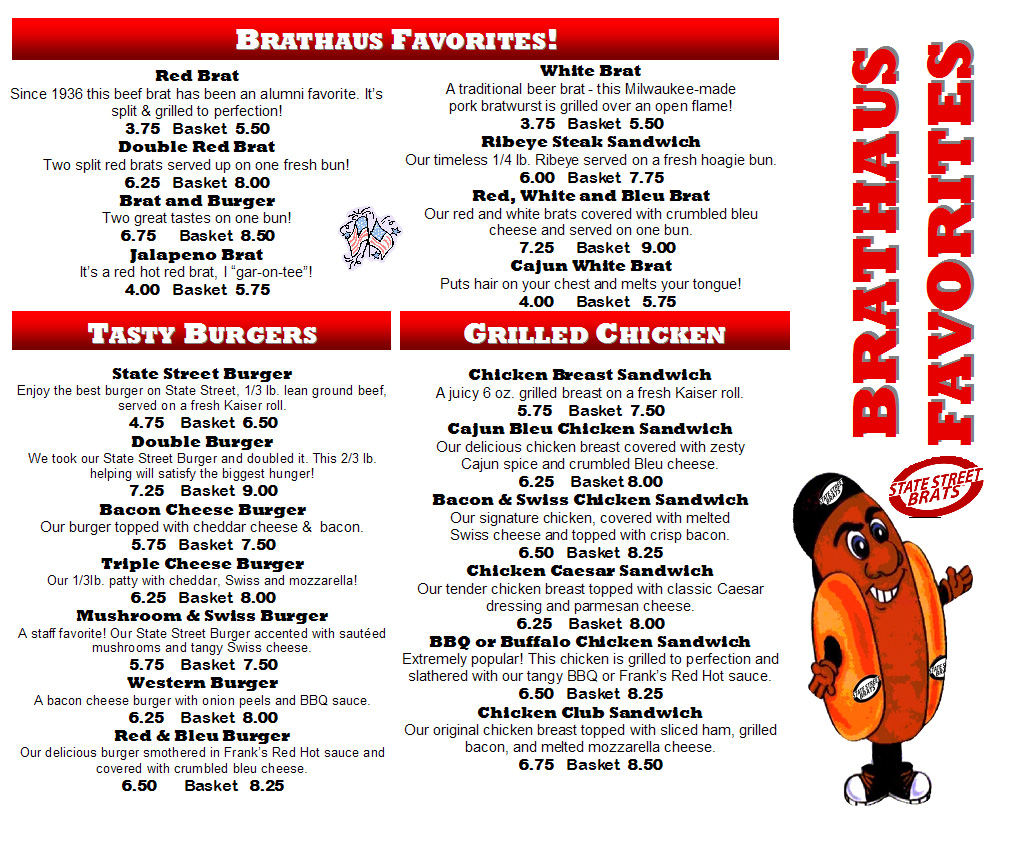 BRATHAUS FAVORITES!
Red Brat
Since 1936 this beef brat has been an alumni favorite. It's
split & grilled to perfection!
3.75 Basket 5.50
Double Red Brat
Two split red brats served up on one fresh bun!
6.25 Basket 8.00
Brat and Burger
Two great tastes on one bun!
6.75 Basket 8.50
Jalapeno Brat
It's a red hot red brat, I “gar-on-tee”!
4.00 Basket 5.75
White Brat
A traditional beer brat - this Milwaukee-made
pork bratwurst is grilled over an open flame!
3.75 Basket 5.50
Ribeye Steak Sandwich
Our timeless 1/4 lb. Ribeye served on a fresh hoagie bun.
6.00 Basket 7.75
Red, White and Bleu Brat
Our red and white brats covered with crumbled bleu
cheese and served on one bun.
7.25 Basket 9.00
Cajun White Brat
Puts hair on your chest and melts your tongue!
4.00 Basket 5.75
TASTY BURGERS
State Street Burger
Enjoy the best burger on State Street, 1/3 lb. lean ground beef,
served on a fresh Kaiser roll.
4.75 Basket 6.50
Double Burger
We took our State Street Burger and doubled it. This 2/3 lb.
helping will satisfy the biggest hunger!
7.25 Basket 9.00
Bacon Cheese Burger
Our burger topped with cheddar cheese & bacon.
5.75 Basket 7.50
Triple Cheese Burger
Our 1/3lb. patty with cheddar, Swiss and mozzarella!
6.25 Basket 8.00
Mushroom & Swiss Burger
A staff favorite! Our State Street Burger accented with sautéed
mushrooms and tangy Swiss cheese.
5.75 Basket 7.50
Western Burger
A bacon cheese burger with onion peels and BBQ sauce.
6.25 Basket 8.00
Red & Bleu Burger
Our delicious burger smothered in Frank's Red Hot sauce and
covered with crumbled bleu cheese.
6.50 Basket 8.25
GRILLED CHICKEN
Chicken Breast Sandwich
A juicy 6 oz. grilled breast on a fresh Kaiser roll.
5.75 Basket 7.50
Cajun Bleu Chicken Sandwich
Our delicious chicken breast covered with zesty
Cajun spice and crumbled Bleu cheese.
6.25 Basket 8.00
Bacon & Swiss Chicken Sandwich
Our signature chicken, covered with melted
Swiss cheese and topped with crisp bacon.
6.50 Basket 8.25
Chicken Caesar Sandwich
Our tender chicken breast topped with classic Caesar
dressing and parmesan cheese.
6.25 Basket 8.00
BBQ or Buffalo Chicken Sandwich
Extremely popular! This chicken is grilled to perfection and
slathered with our tangy BBQ or Frank's Red Hot sauce.
6.50 Basket 8.25
Chicken Club Sandwich
Our original chicken breast topped with sliced ham, grilled
bacon, and melted mozzarella cheese.
6.75 Basket 8.50
BRATHAUS
FAVORITES
STATE STREET
BRATS
STATE STREET
BRATS
STATE STREET
BRATS
STATE STREET
BRATS